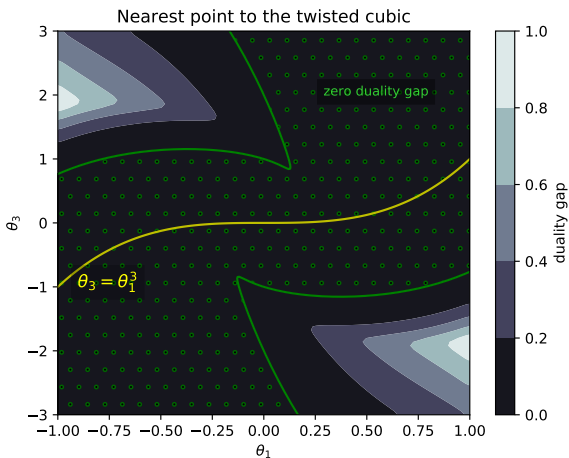 Nearest point to the twisted cubic
3
2
1
0
−1
−2
−3
θ₃
zero duality gap
θ₃ = θ₁³
−1.00 −0.75 −0.50 −0.25 0.00 0.25 0.50 0.75 1.00
θ₁
1.0
0.8
0.6
0.4
0.2
0.0
duality gap